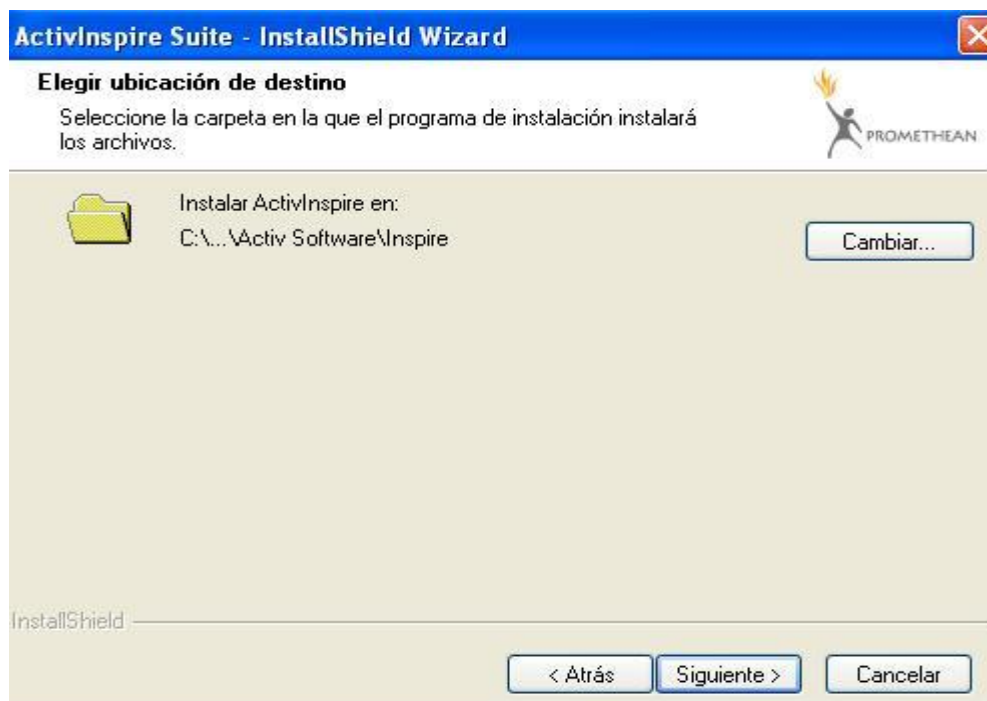 ActivInspire Suite - InstallShield Wizard
Elegir ubicación de destino
Seleccione la carpeta en la que el programa de instalación instalará
los archivos.
PROMETHEAN
Instalar ActivInspire en:
C:\...\Activ Software\Inspire
Cambiar...
InstallShield
< Atrás
Siguiente >
Cancelar